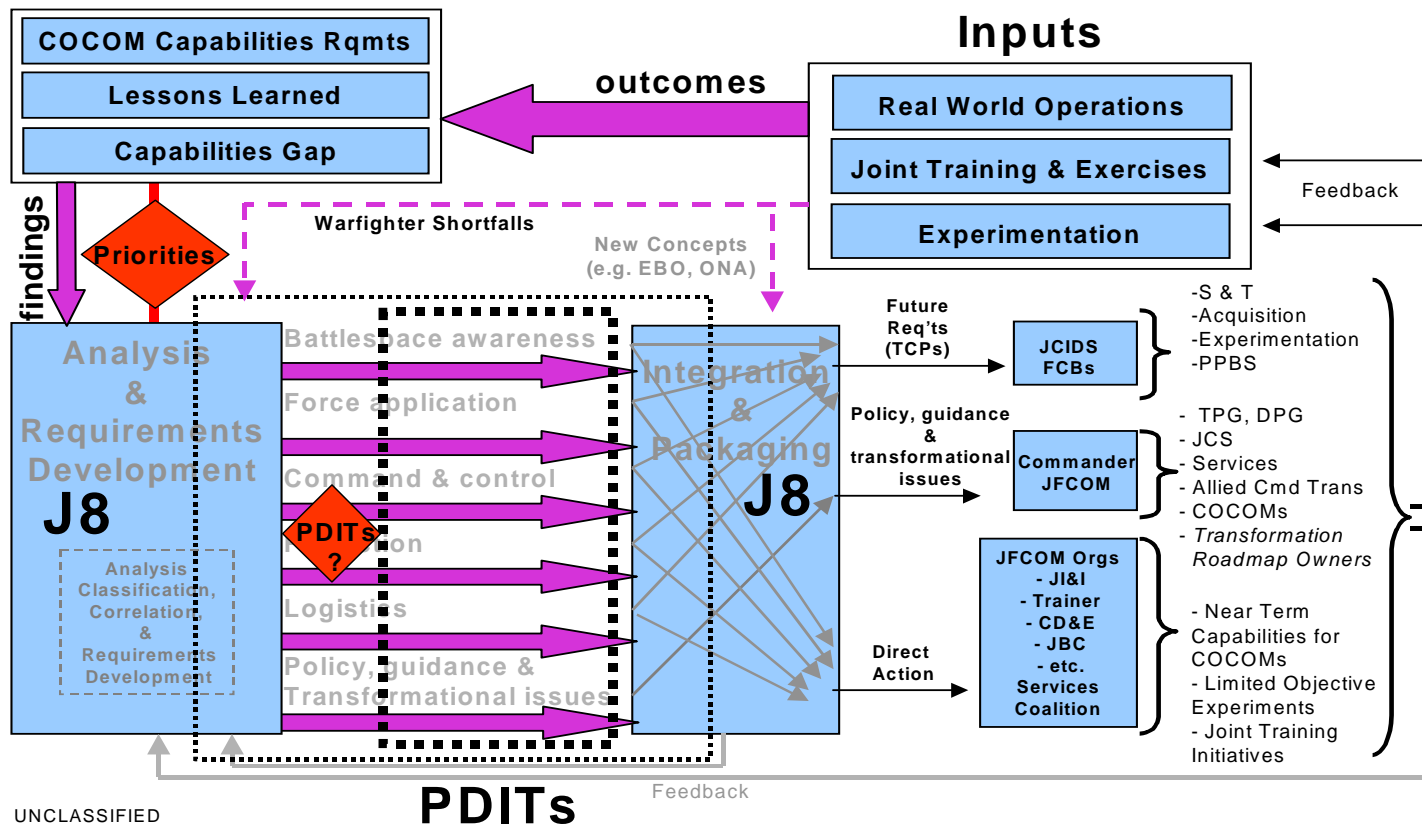 COCOM Capabilities Rqmts
Lessons Learned
Capabilities Gap
outcomes
Inputs
Real World Operations
Joint Training & Exercises
Experimentation
Feedback
findings
Priorities
Warfighter Shortfalls
New Concepts
(e.g. EBO, ONA)
Analysis
&
Requirements
Development
J8
Analysis
Classification,
Correlation,
&
Requirements
Development
Battlespace awareness
Force application
Command & control
PDITs
?
Logistics
Policy, guidance &
Transformational issues
Integration
&
Packaging
J8
Future
Req'ts
(TCPs)
JCIDS
FCBs
-S & T
-Acquisition
-Experimentation
-PPBS
Policy, guidance
&
transformational
issues
Commander
JFCOM
- TPG, DPG
- JCS
- Services
- Allied Cmd Trans
- COCOMs
- Transformation
Roadmap Owners
Direct
Action
JFCOM Orgs
- JI&I
- Trainer
- CD&E
- JBC
- etc.
Services
Coalition
- Near Term
Capabilities for
COCOMs
- Limited Objective
Experiments
- Joint Training
Initiatives
Feedback
PDITs
UNCLASSIFIED